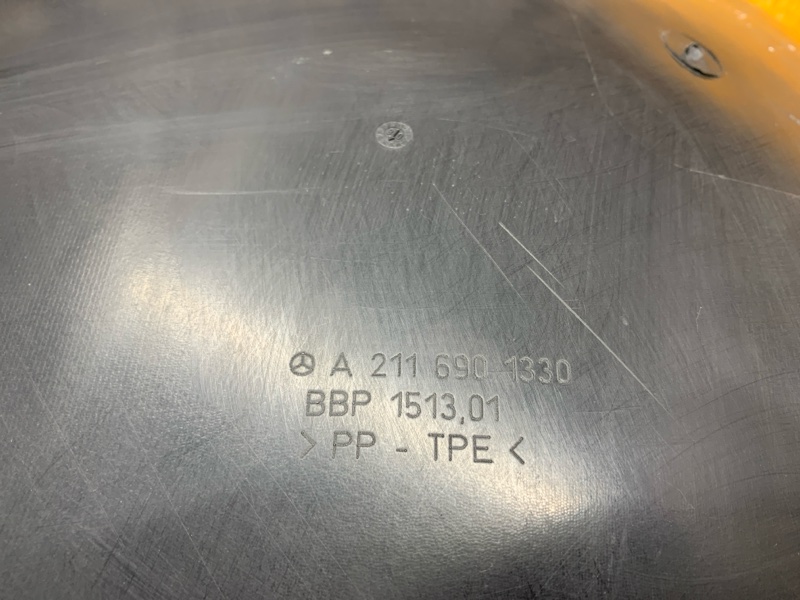 A 211 690 1330
BBP 1513,01
> PP - TPE <